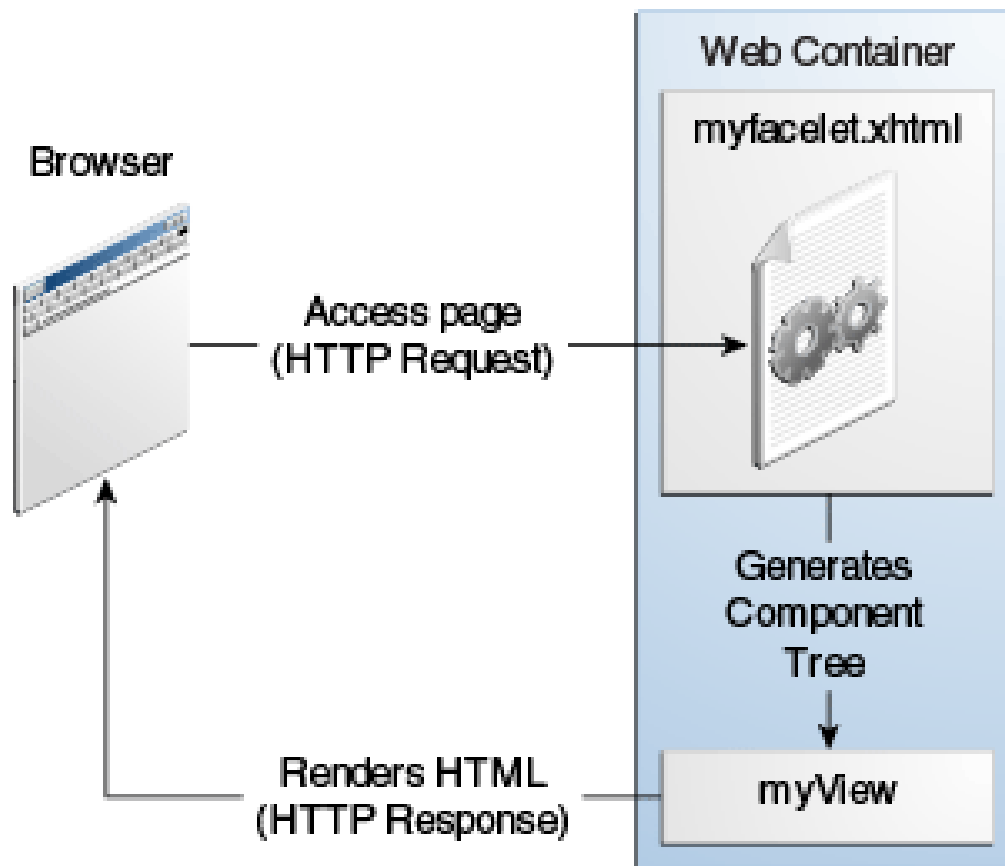 Web Container
myfacelet.xhtml
Browser
Access page
(HTTP Request)
Generates
Component
Tree
Renders HTML
(HTTP Response)
myView